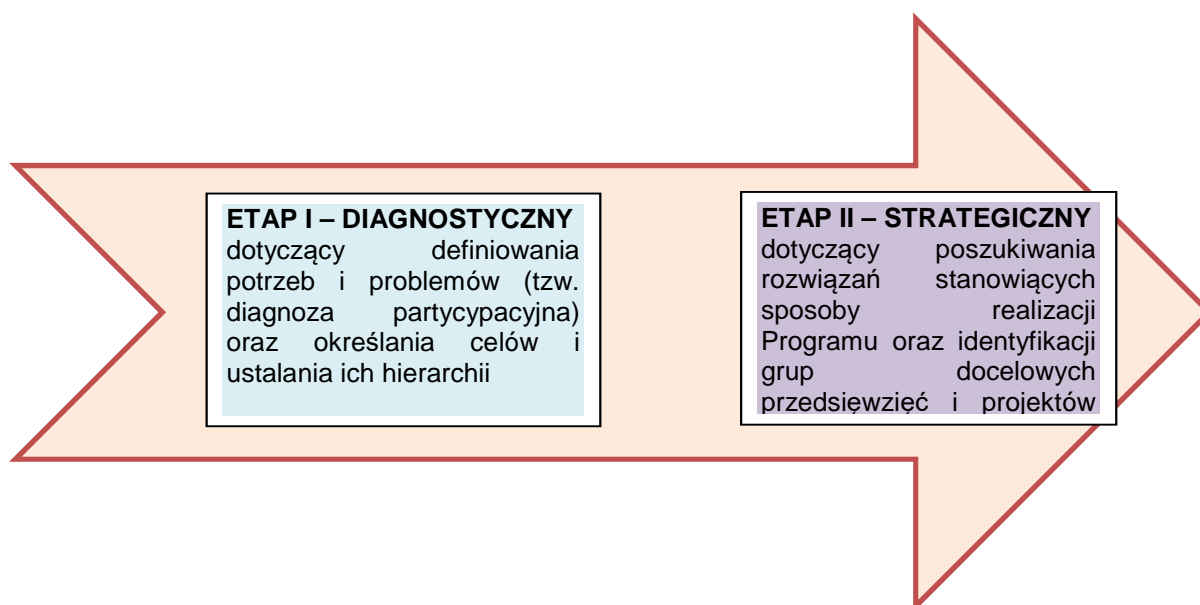 ETAP I – DIAGNOSTYCZNY
dotyczący definiowania
potrzeb i problemów (tzw.
diagnoza partycypacyjna)
oraz określania celów i
ustalania ich hierarchii
ETAP II – STRATEGICZNY
dotyczący poszukiwania
rozwiązań stanowiących
sposoby realizacji
Programu oraz identyfikacji
grup docelowych
przedsięwzięć i projektów